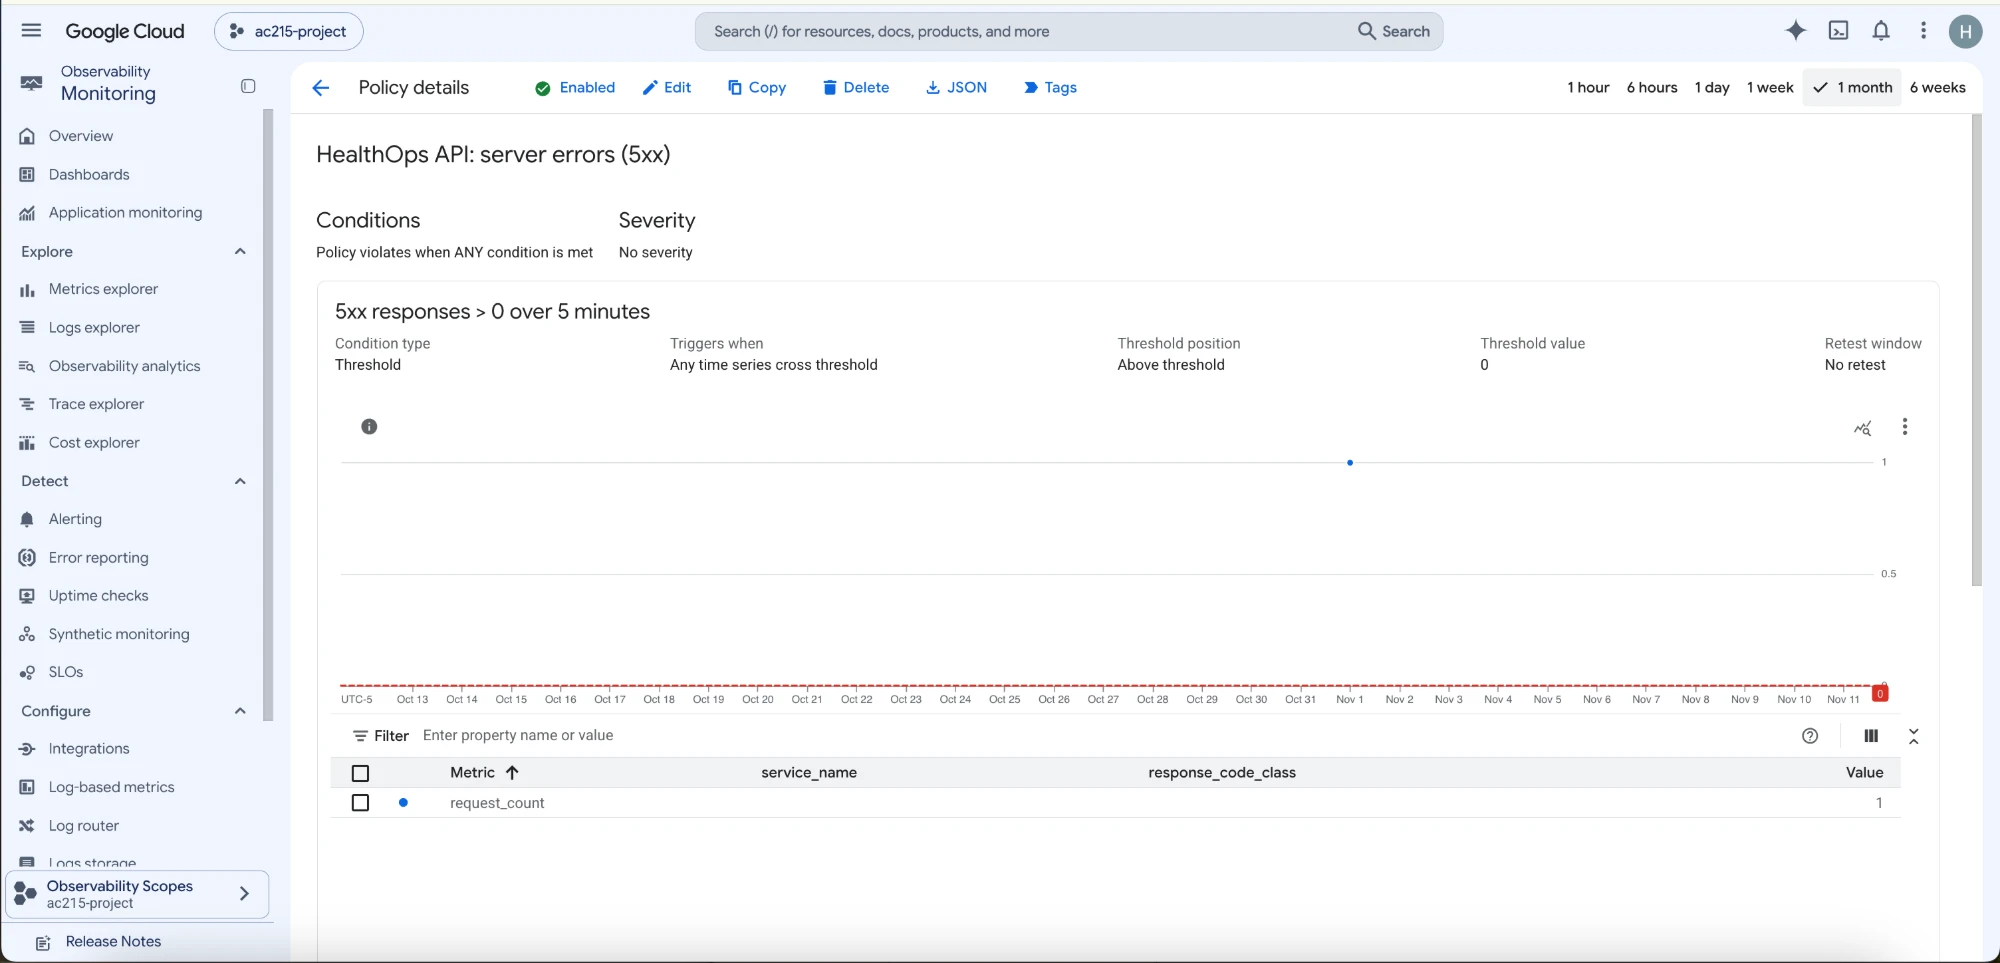 Google Cloud
ac215-project
Search (/) for resources, docs, products, and more
Search
H
Observability
Monitoring
Overview
Dashboards
Application monitoring
Explore
Metrics explorer
Logs explorer
Observability analytics
Trace explorer
Cost explorer
Detect
Alerting
Error reporting
Uptime checks
Synthetic monitoring
SLOs
Configure
Integrations
Log-based metrics
Log router
Logs storage
Observability Scopes
ac215-project
Release Notes
Policy details
Enabled
Edit
Copy
Delete
JSON
Tags
1 hour
6 hours
1 day
1 week
1 month
6 weeks
HealthOps API: server errors (5xx)
Conditions
Policy violates when ANY condition is met
Severity
No severity
5xx responses > 0 over 5 minutes
Condition type
Threshold
Triggers when
Any time series cross threshold
Threshold position
Above threshold
Threshold value
0
Retest window
No retest
1
0.5
0
0
UTC-5 Oct 13 Oct 14 Oct 15 Oct 16 Oct 17 Oct 18 Oct 19 Oct 20 Oct 21 Oct 22 Oct 23 Oct 24 Oct 25 Oct 26 Oct 27 Oct 28 Oct 29 Oct 30 Oct 31 Nov 1 Nov 2 Nov 3 Nov 4 Nov 5 Nov 6 Nov 7 Nov 8 Nov 9 Nov 10 Nov 11
Filter Enter property name or value
Metric service_name response_code_class Value
request_count 1